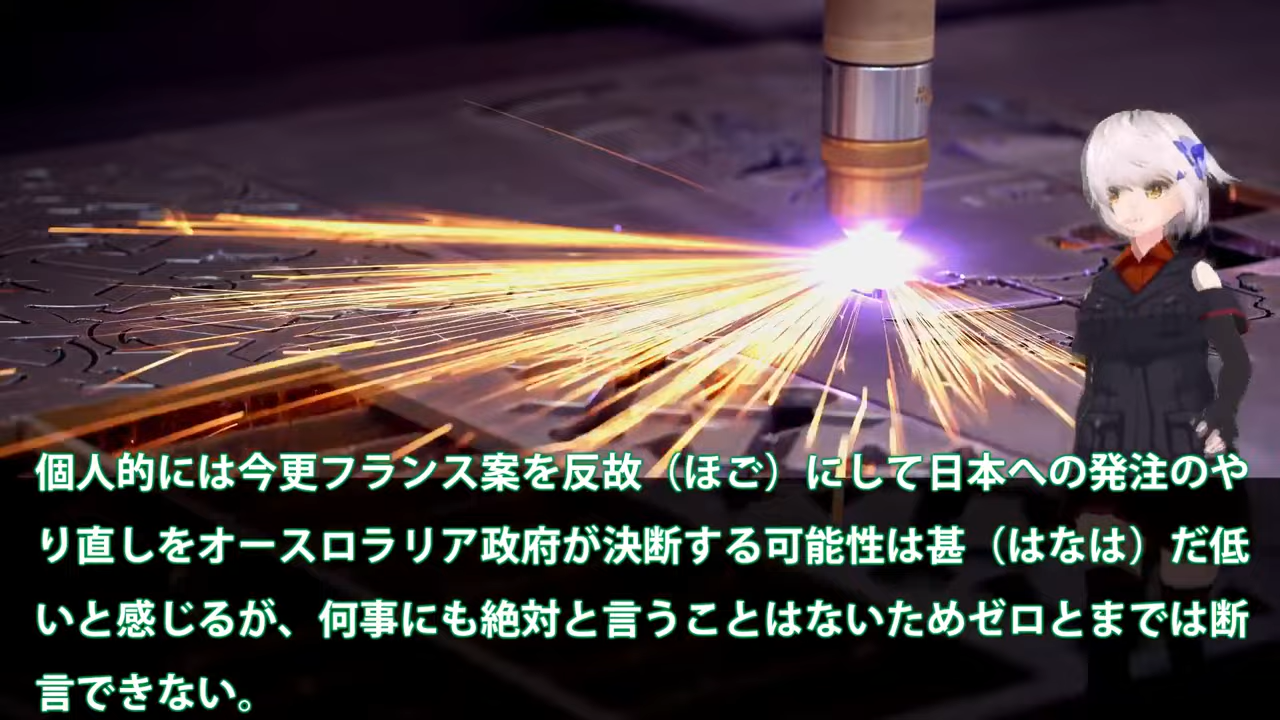 個人的には今更フランス案を反故（ほご）にして日本への発注のや
り直しをオースロラリア政府が決断する可能性は甚（はなは）だ低
いと感じるが、何事にも絶対と言うことはないためゼロとまでは断
言できない。